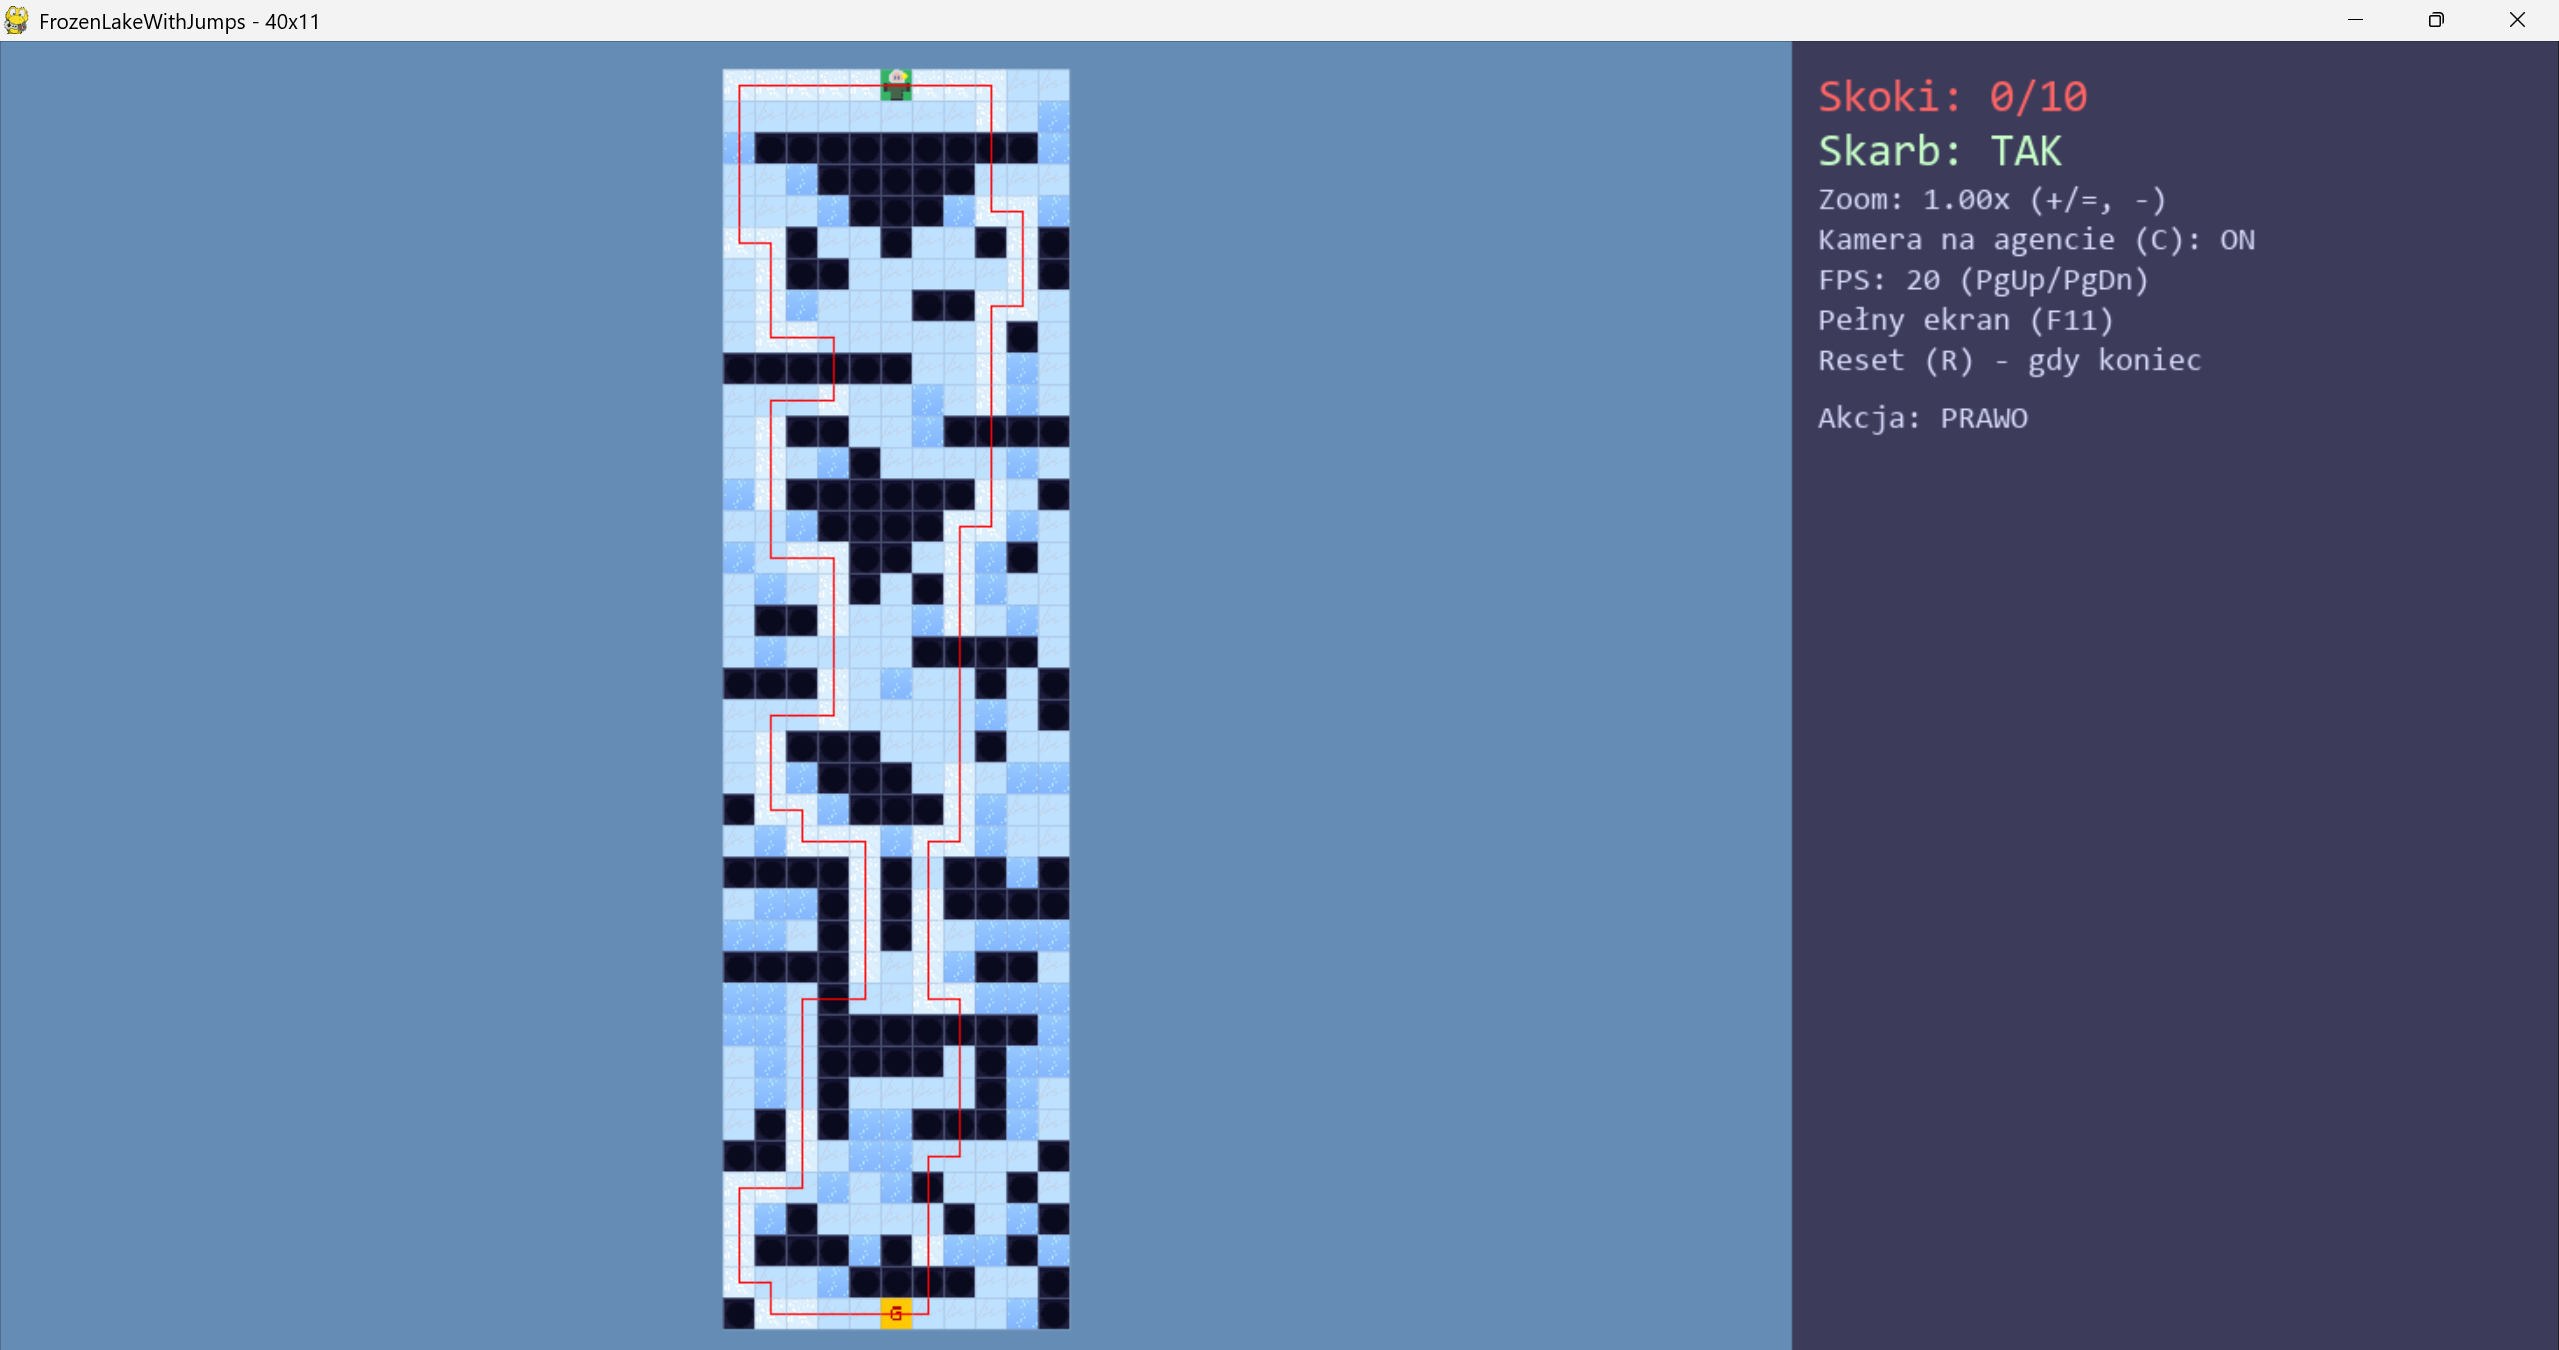 FrozenLakeWithJumps - 40x11
Skoki: 0/10
Skarb: TAK
Zoom: 1.00x (+/=, -)
Kamera na agencie (C): ON
FPS: 20 (PgUp/PgDn)
Pełny ekran (F11)
Reset (R) - gdy koniec
Akcja: PRAWO
G